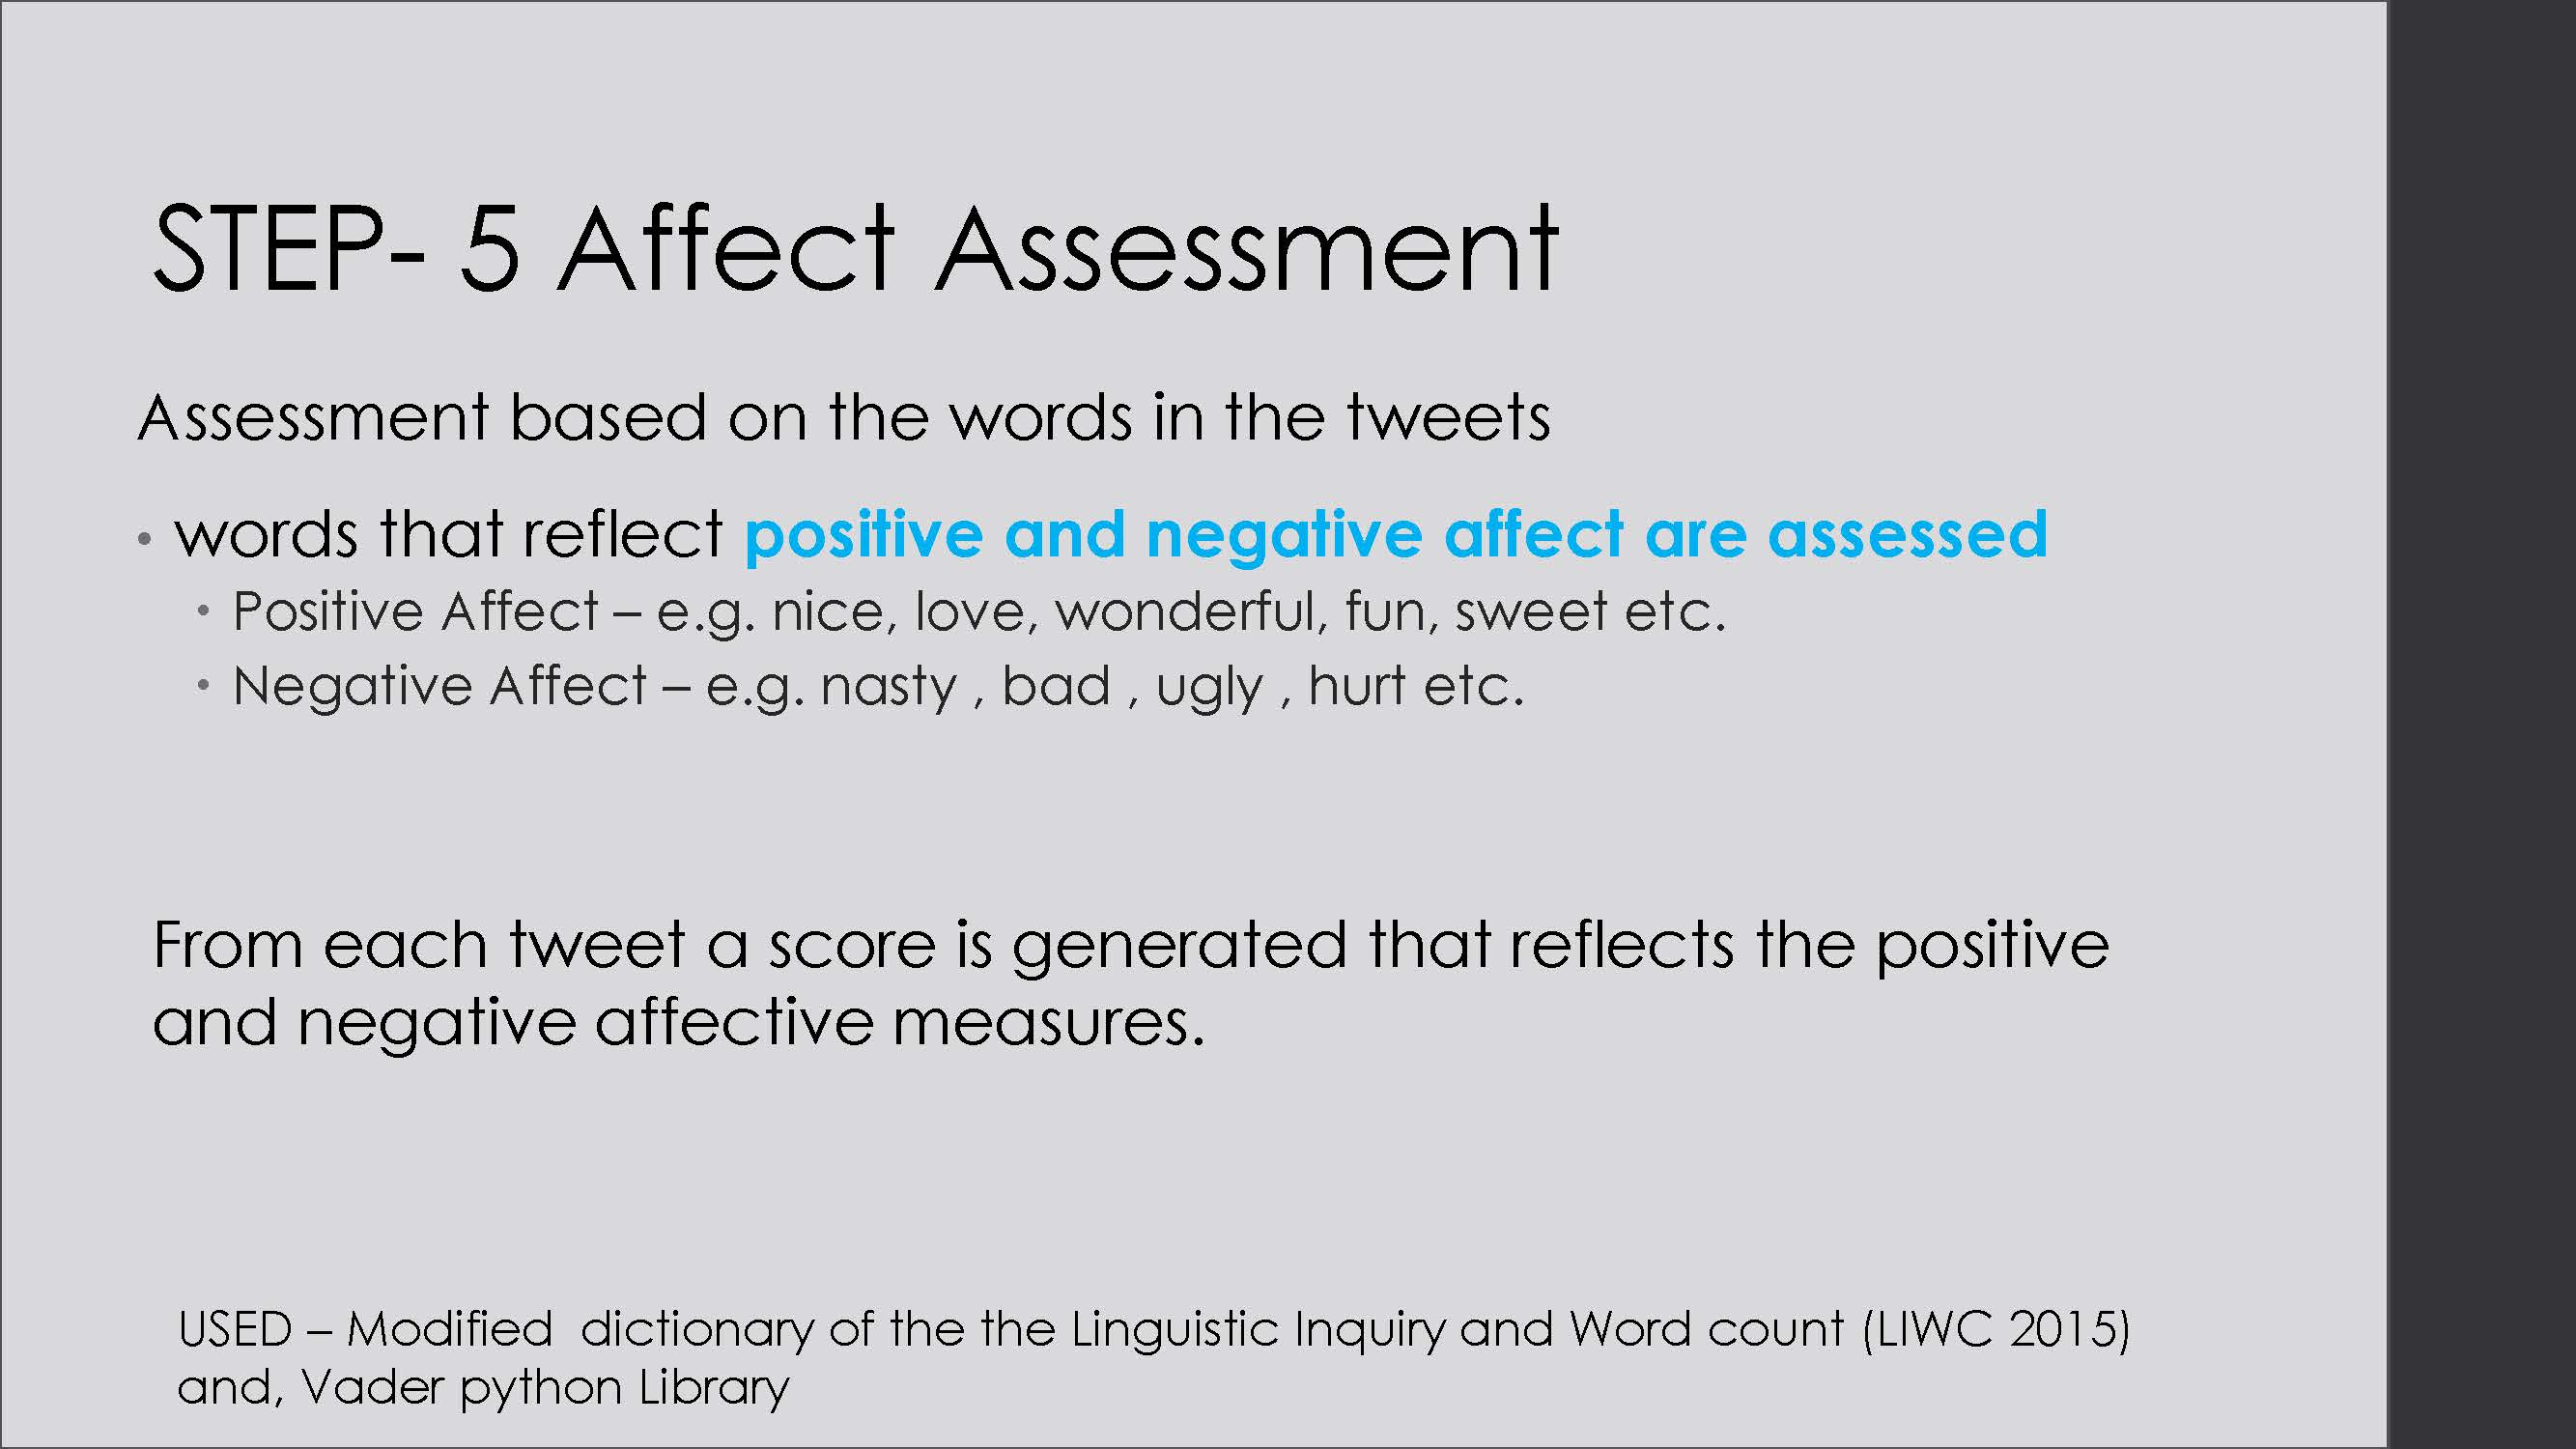 STEP- 5 Affect Assessment
Assessment based on the words in the tweets
• words that reflect positive and negative affect are assessed
• Positive Affect – e.g. nice, love, wonderful, fun, sweet etc.
• Negative Affect – e.g. nasty , bad , ugly , hurt etc.
From each tweet a score is generated that reflects the positive
and negative affective measures.
USED – Modified dictionary of the the Linguistic Inquiry and Word count (LIWC 2015)
and, Vader python Library